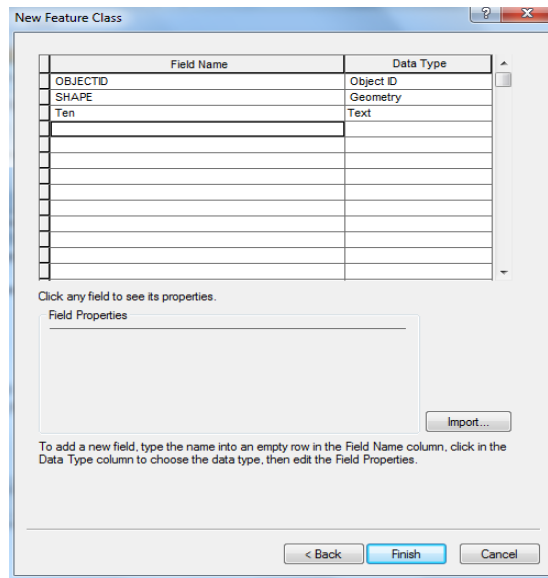 New Feature Class
Field Name Data Type
OBJECTID Object ID
SHAPE Geometry
Ten Text
Click any field to see its properties.
Field Properties
Import...
To add a new field, type the name into an empty row in the Field Name column, click in the
Data Type column to choose the data type, then edit the Field Properties.
< Back Finish Cancel